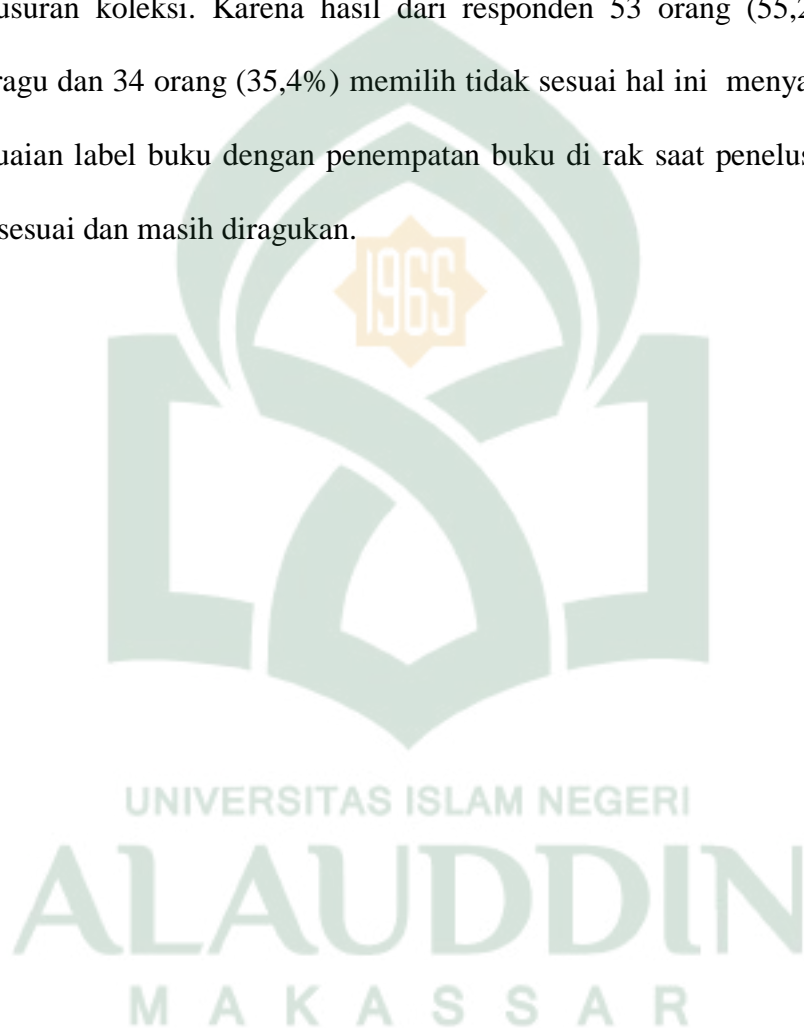 usuran koleksi. Karena hasil dari responden 53 orang (55,2
ragu dan 34 orang (35,4%) memilih tidak sesuai hal ini menya
uaian label buku dengan penempatan buku di rak saat penelus
sesuai dan masih diragukan.
1965
UNIVERSITAS ISLAM NEGERI
ALAUDDIN
MAKASSAR